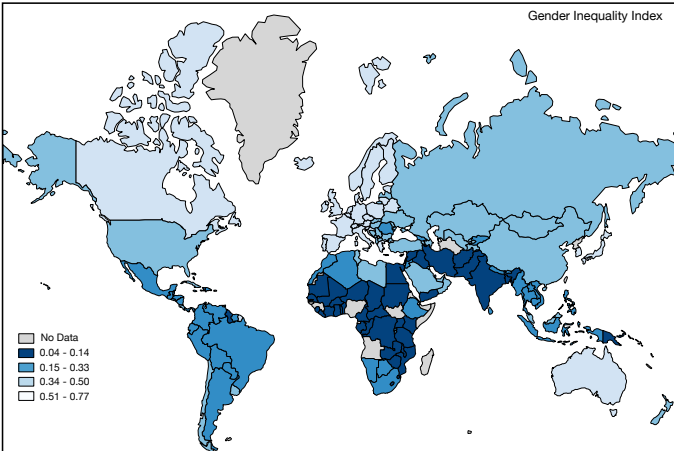 Gender Inequality Index
No Data
0.04 - 0.14
0.15 - 0.33
0.34 - 0.50
0.51 - 0.77